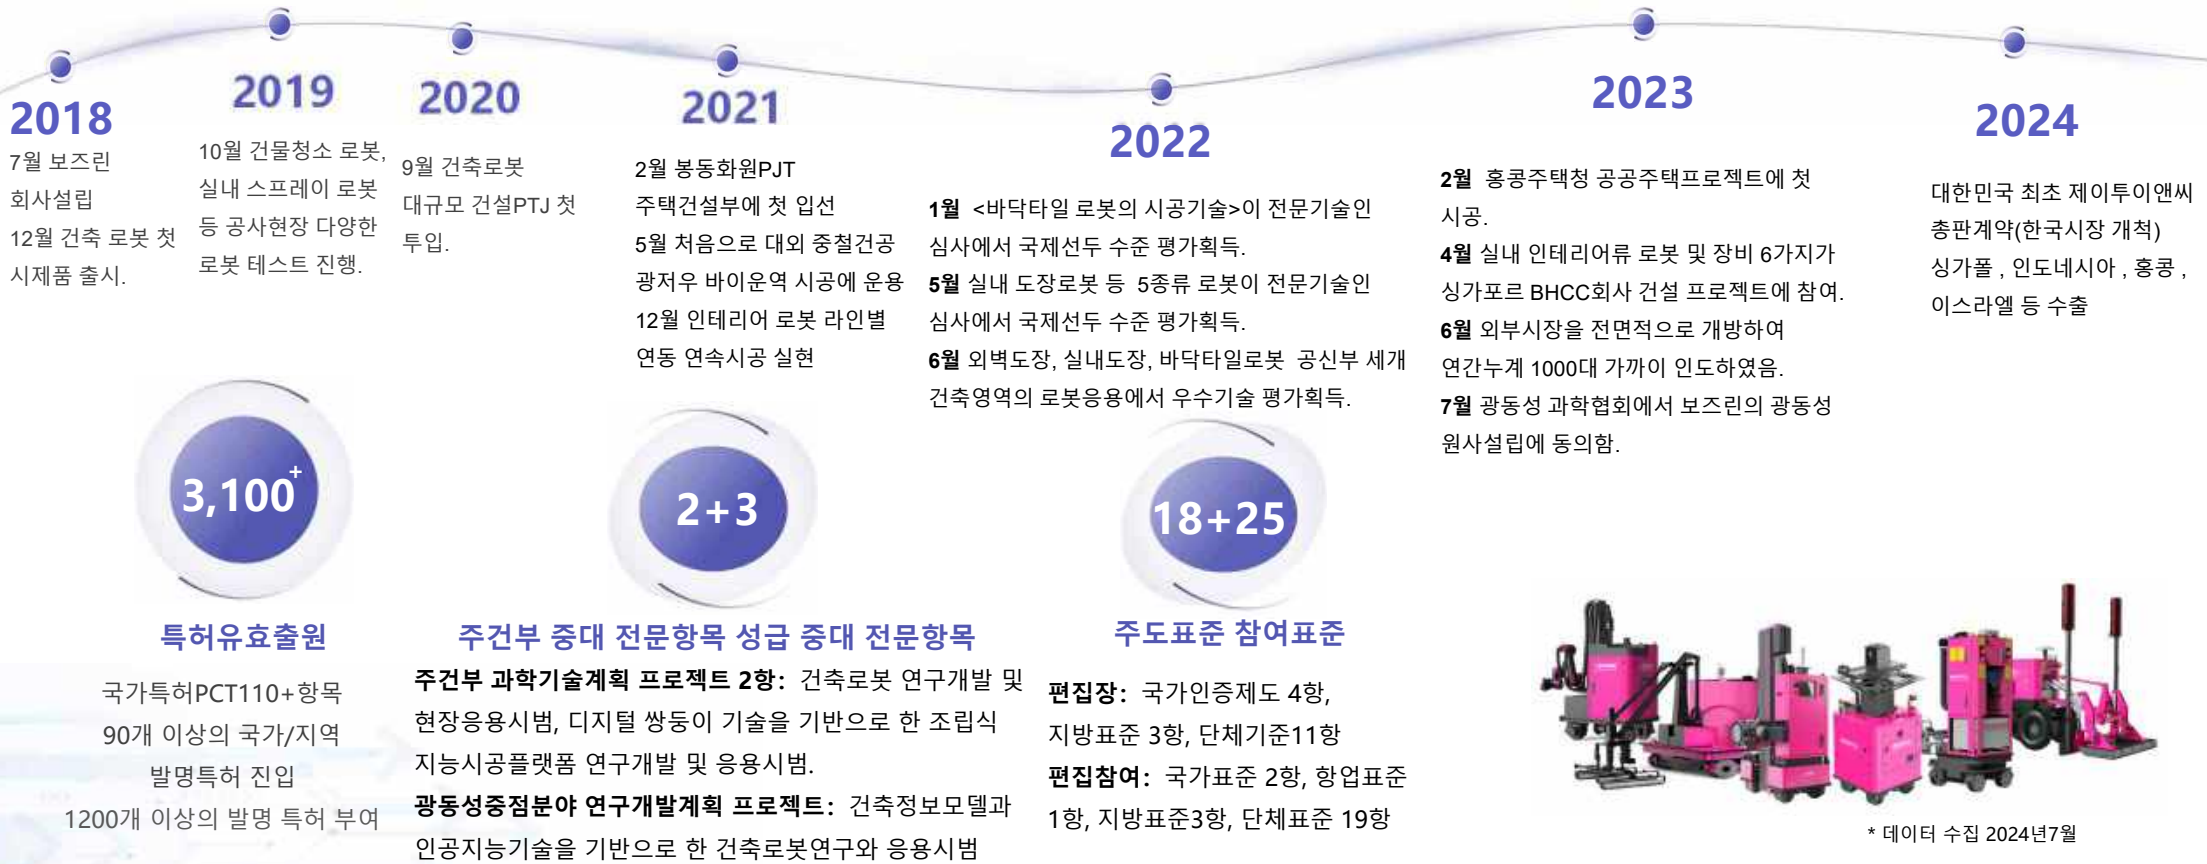 2018
7월 보즈린
회사설립
12월 건축 로봇 첫
시제품 출시.
2019
10월 건물청소 로봇,
실내 스프레이 로봇
등 공사현장 다양한
로봇 테스트 진행.
2020
9월 건축로봇
대규모 건설PTJ 첫
투입.
2021
2월 봉동화원PJT
주택건설부에 첫 입선
5월 처음으로 대외 중철건공
광저우 바이운역 시공에 운용
12월 인테리어 로봇 라인별
연동 연속시공 실현
2022
1월 <바닥타일 로봇의 시공기술>이 전문기술인
심사에서 국제선두 수준 평가획득.
5월 실내 도장로봇 등 5종류 로봇이 전문기술인
심사에서 국제선두 수준 평가획득.
6월 외벽도장, 실내도장, 바닥타일로봇 공신부 세개
건축영역의 로봇응용에서 우수기술 평가획득.
2023
2월 홍콩주택청 공공주택프로젝트에 첫
시공.
4월 실내 인테리어류 로봇 및 장비 6가지가
싱가포르 BHCC회사 건설 프로젝트에 참여.
6월 외부시장을 전면적으로 개방하여
연간누계 1000대 가까이 인도하였음.
7월 광동성 과학협회에서 보즈린의 광동성
원사설립에 동의함.
2024
대한민국 최초 제이투이앤씨
총판계약(한국시장 개척)
싱가폴 , 인도네시아 , 홍콩 ,
이스라엘 등 수출
3,100+
특허유효출원
국가특허PCT110+항목
90개 이상의 국가/지역
발명특허 진입
1200개 이상의 발명 특허 부여
2+3
주건부 중대 전문항목 성급 중대 전문항목
주건부 과학기술계획 프로젝트 2항: 건축로봇 연구개발 및
현장응용시범, 디지털 쌍둥이 기술을 기반으로 한 조립식
지능시공플랫폼 연구개발 및 응용시범.
광동성중점분야 연구개발계획 프로젝트: 건축정보모델과
인공지능기술을 기반으로 한 건축로봇연구와 응용시범
18+25
주도표준 참여표준
편집장: 국가인증제도 4항,
지방표준 3항, 단체기준11항
편집참여: 국가표준 2항, 항업표준
1항, 지방표준3항, 단체표준 19항
* 데이터 수집 2024년7월